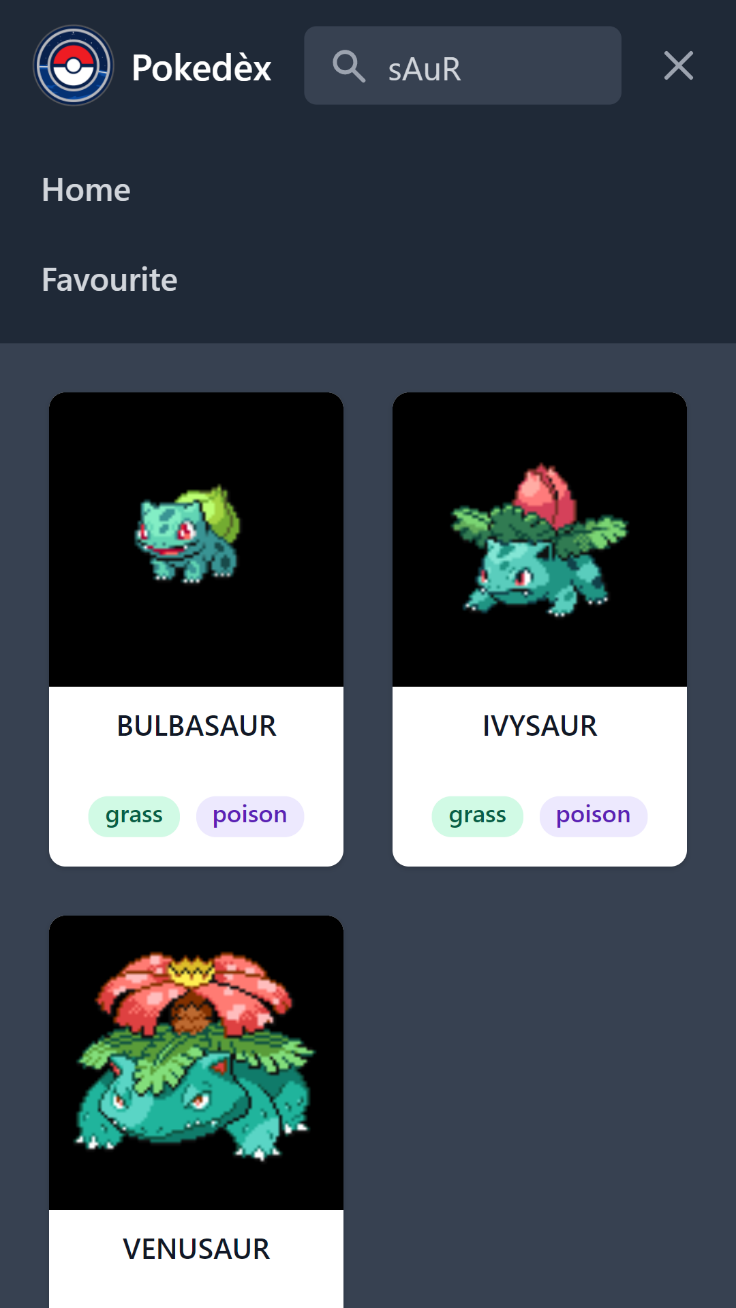 Pokedèx sAuR
Home
Favourite
BULBASAUR
grass poison
IVYSAUR
grass poison
VENUSAUR